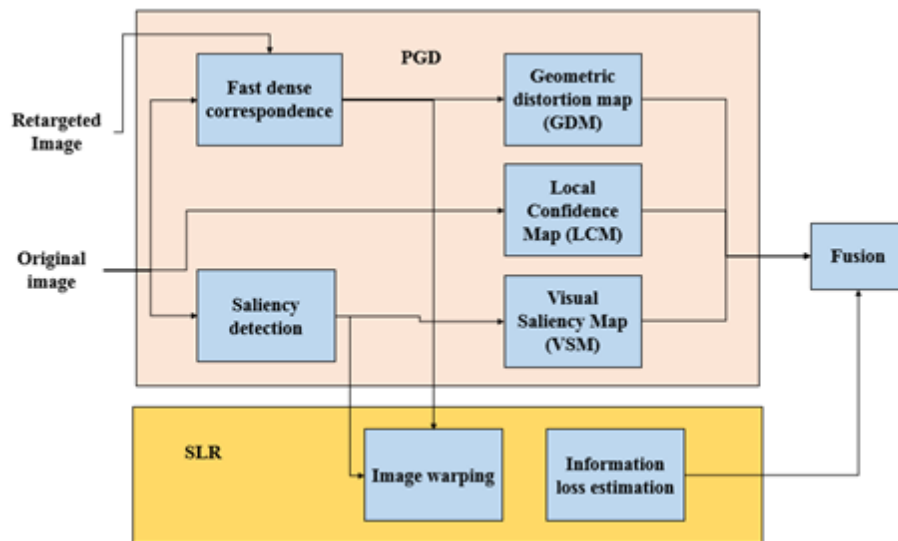 PGD
Fast dense
correspondence
Geometric
distortion map
(GDM)
Retargeted
Image
Local
Confidence
Map (LCM)
Original
image
Fusion
Saliency
detection
Visual
Saliency Map
(VSM)
SLR
Image warping
Information
loss estimation